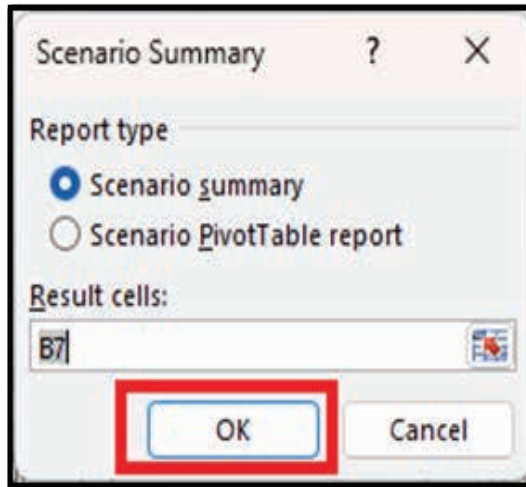 Scenario Summary ? X
Report type
Scenario summary
Scenario PivotTable report
Result cells:
B7
OK Cancel